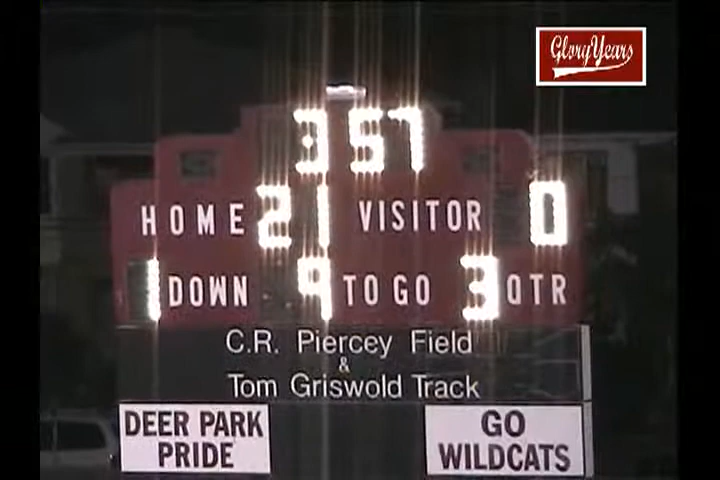 GloryYears
3 57
HOME 21 VISITOR 0
1 DOWN 9 TO GO 3 QTR
C.R. Piercey Field
&
Tom Griswold Track
DEER PARK
PRIDE
GO
WILDCATS